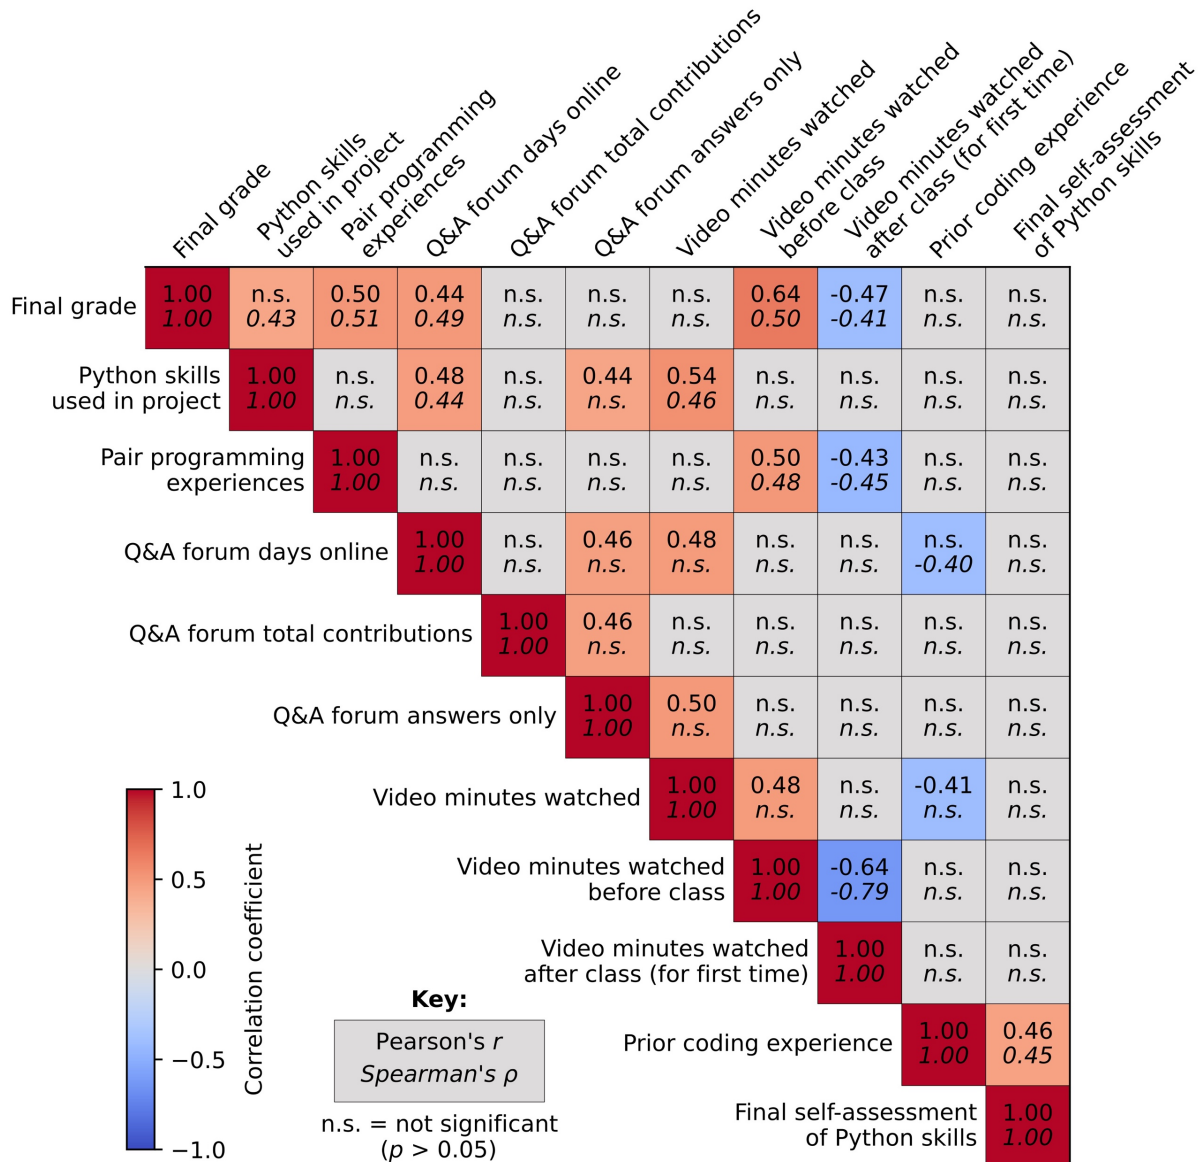 Final grade
Python skills
used in project
Pair programming
experiences
Q&A forum days online
Q&A forum total contributions
Q&A forum answers only
Video minutes watched
Video minutes watched
before class
Video minutes watched
after class (for first time)
Prior coding experience
Final self-assessment
of Python skills
Final grade
1.00 n.s. 0.50 0.44 n.s. n.s. n.s. 0.64 -0.47 n.s. n.s.
1.00 0.43 0.51 0.49 n.s. n.s. n.s. 0.50 -0.41 n.s. n.s.
Python skills
used in project
1.00 n.s. 0.48 n.s. 0.44 0.54 n.s. n.s. n.s. n.s.
1.00 n.s. 0.44 n.s. n.s. 0.46 n.s. n.s. n.s. n.s.
Pair programming
experiences
1.00 n.s. n.s. n.s. n.s. 0.50 -0.43 n.s. n.s.
1.00 n.s. n.s. n.s. n.s. 0.48 -0.45 n.s. n.s.
Q&A forum days online
1.00 n.s. 0.46 0.48 n.s. n.s. n.s. n.s.
1.00 n.s. n.s. n.s. n.s. n.s. -0.40 n.s.
Q&A forum total contributions
1.00 0.46 n.s. n.s. n.s. n.s. n.s.
1.00 n.s. n.s. n.s. n.s. n.s. n.s.
Q&A forum answers only
1.00 0.50 n.s. n.s. n.s. n.s.
1.00 n.s. n.s. n.s. n.s. n.s.
Video minutes watched
1.00 0.48 n.s. -0.41 n.s.
1.00 n.s. n.s. n.s. n.s.
Video minutes watched
before class
1.00 -0.64 n.s. n.s.
1.00 -0.79 n.s. n.s.
Video minutes watched
after class (for first time)
1.00 n.s. n.s.
1.00 n.s. n.s.
Prior coding experience
1.00 0.46
1.00 0.45
Final self-assessment
of Python skills
1.00
1.00
1.0
0.5
0.0
−0.5
−1.0
Correlation coefficient
Key:
Pearson's r
Spearman's ρ
n.s. = not significant
(p > 0.05)